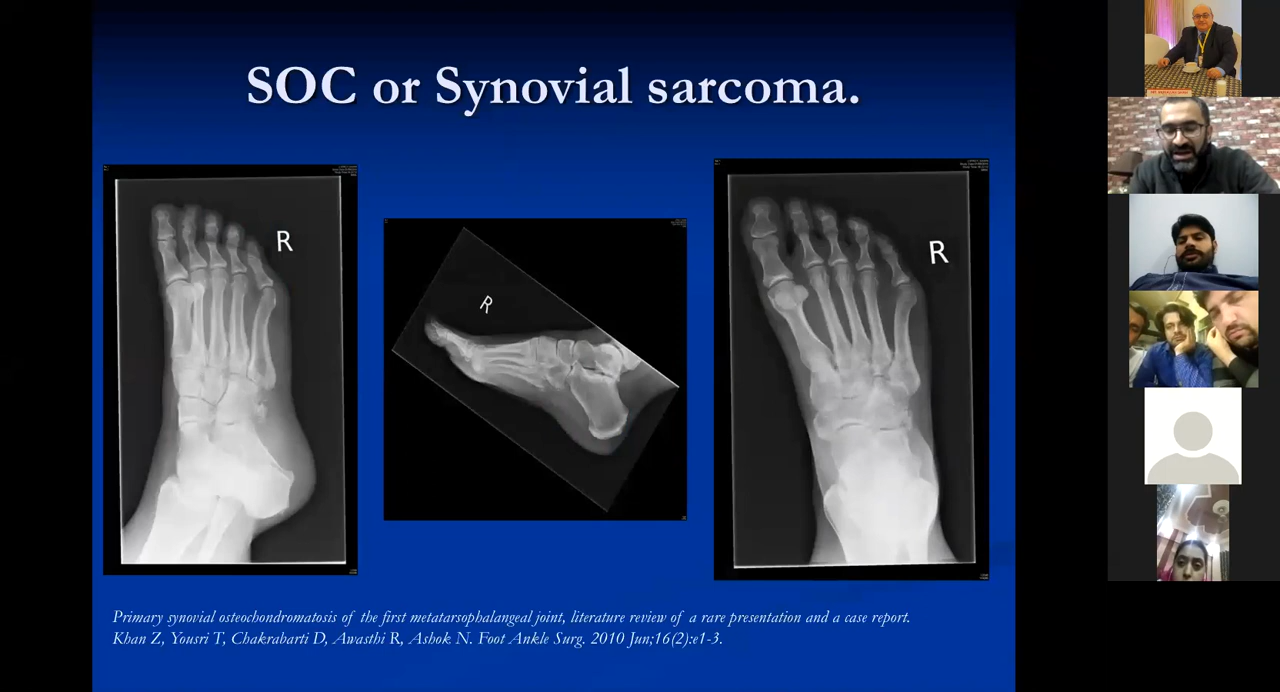 SOC or Synovial sarcoma.
R
R
R
Primary synovial osteochondromatosis of the first metatarsophalangeal joint, literature review of a rare presentation and a case report.
Khan Z, Yousri T, Chakrabarti D, Awasthi R, Ashok N. Foot Ankle Surg. 2010 Jun;16(2):e1-3.